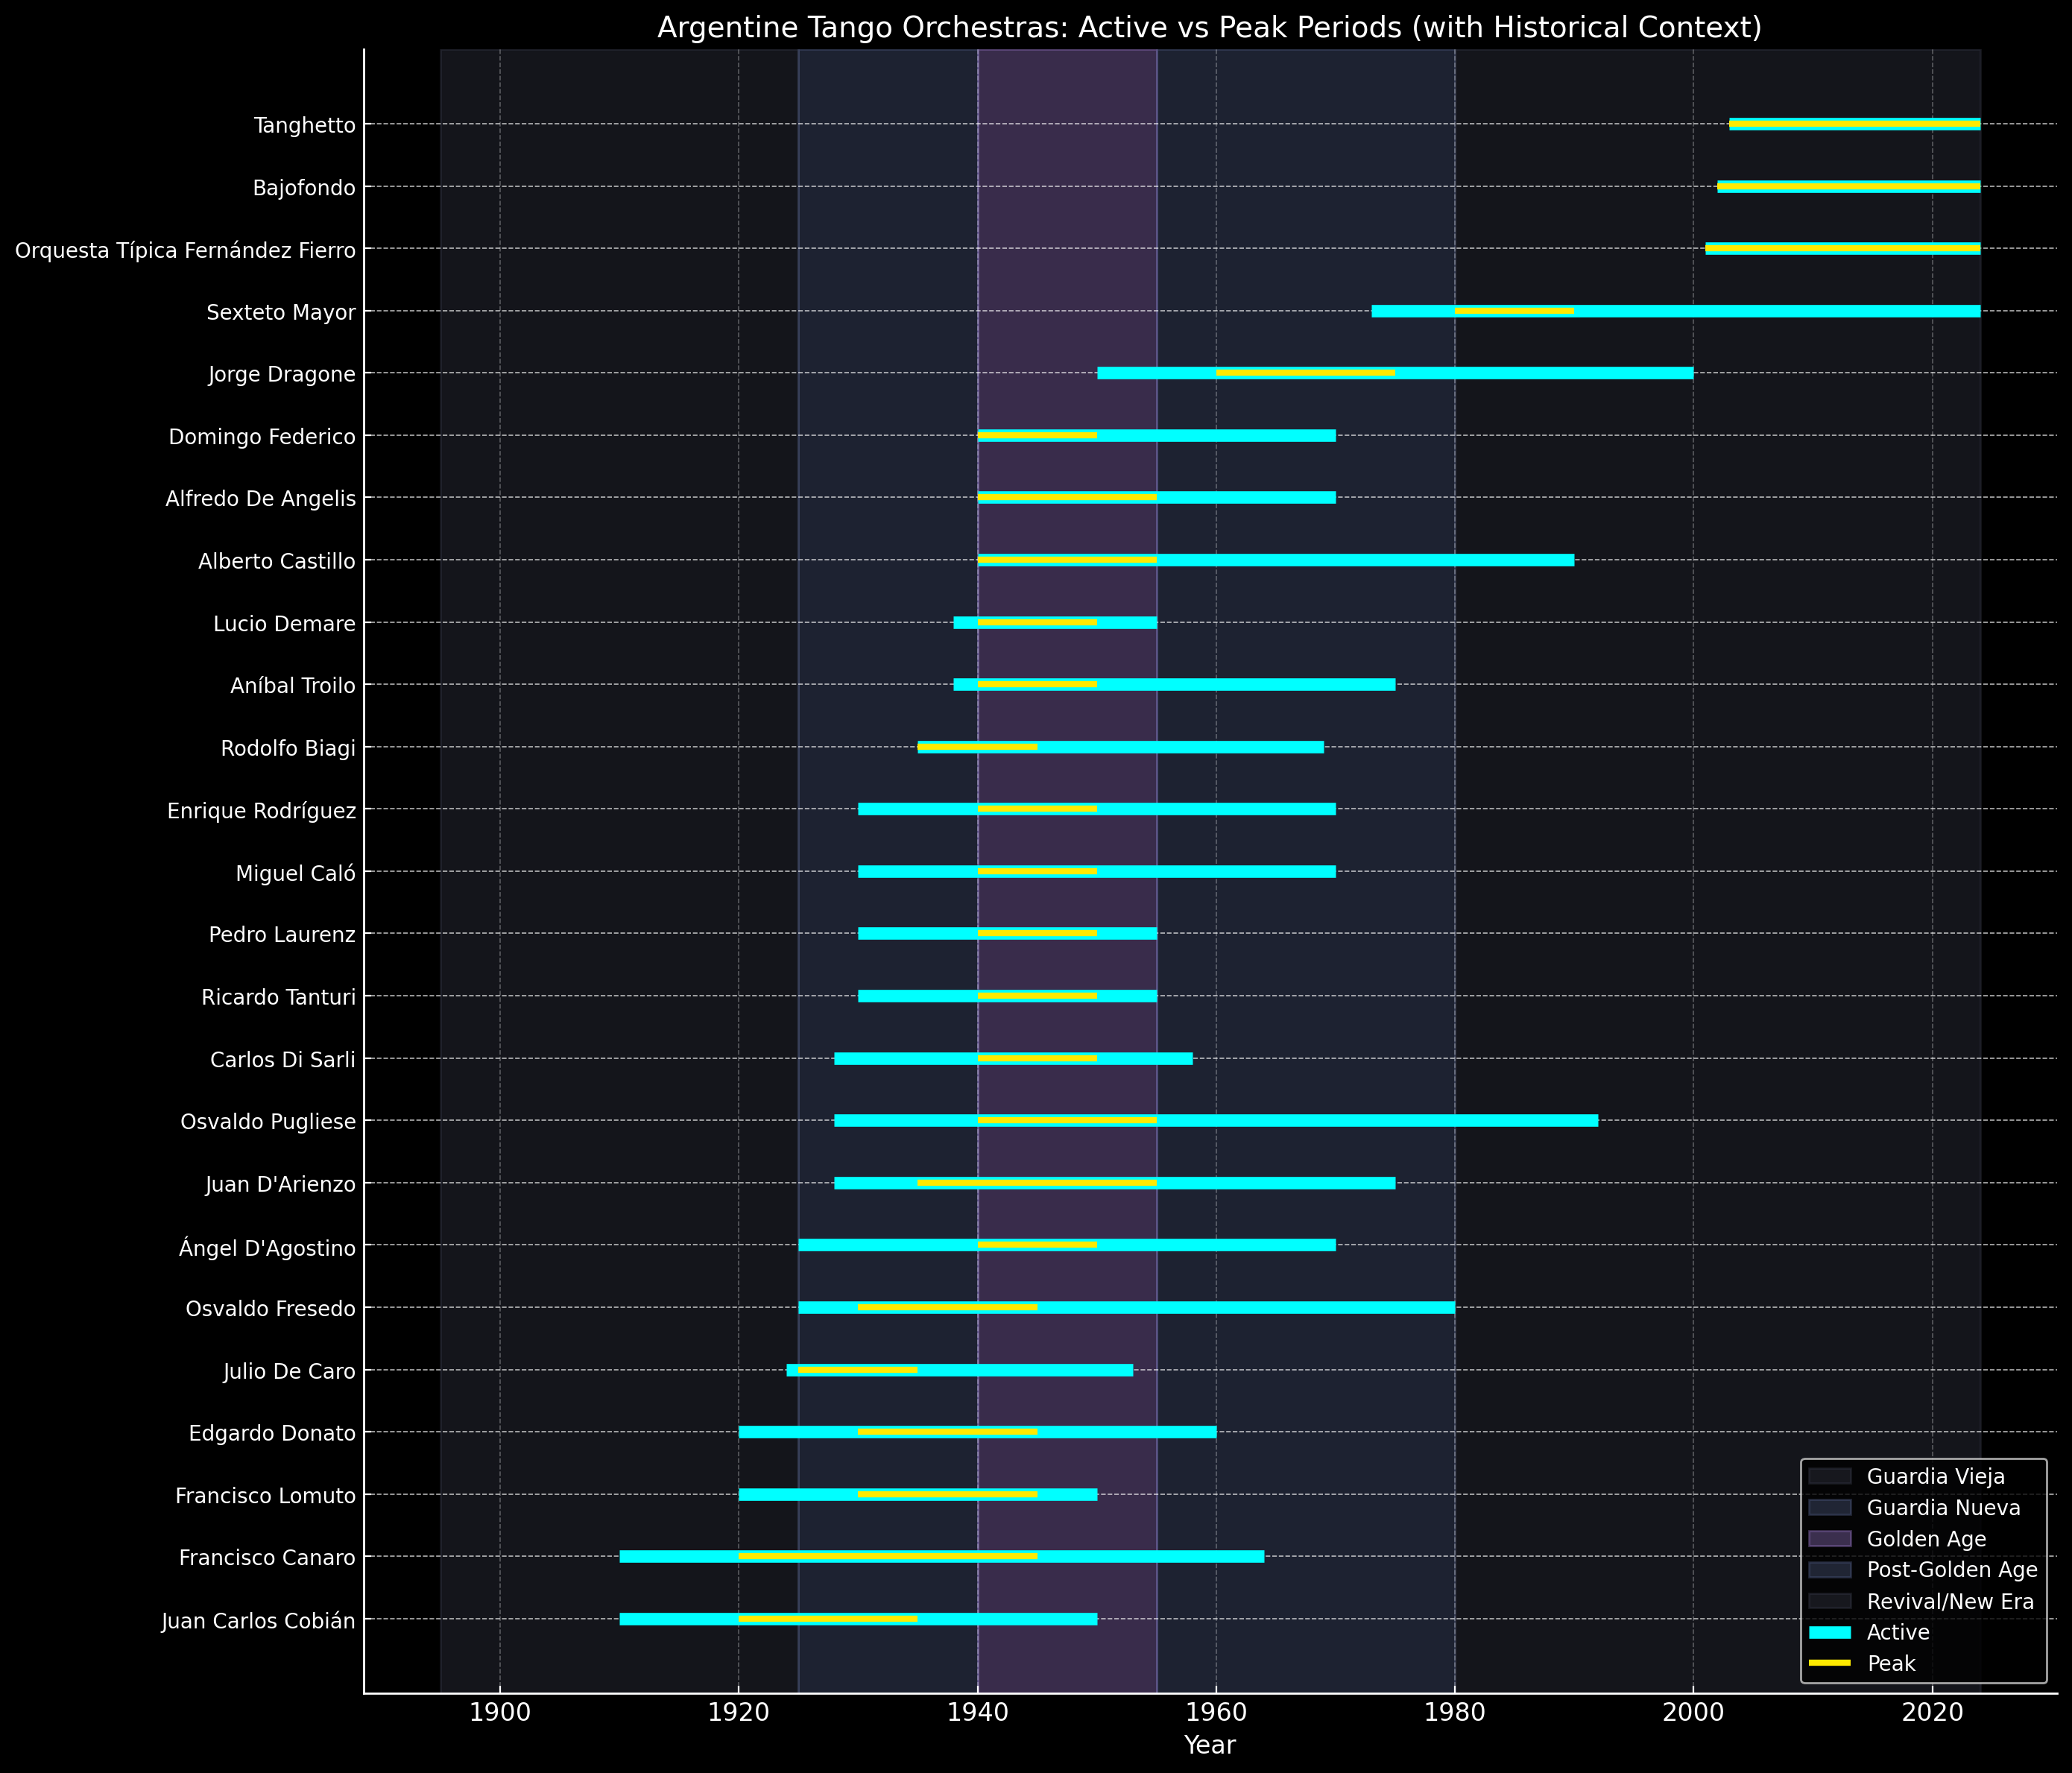 Argentine Tango Orchestras: Active vs Peak Periods (with Historical Context)
Tanghetto
Bajofondo
Orquesta Típica Fernández Fierro
Sexteto Mayor
Jorge Dragone
Domingo Federico
Alfredo De Angelis
Alberto Castillo
Lucio Demare
Aníbal Troilo
Rodolfo Biagi
Enrique Rodríguez
Miguel Caló
Pedro Laurenz
Ricardo Tanturi
Carlos Di Sarli
Osvaldo Pugliese
Juan D'Arienzo
Ángel D'Agostino
Osvaldo Fresedo
Julio De Caro
Edgardo Donato
Francisco Lomuto
Francisco Canaro
Juan Carlos Cobián
Guardia Vieja
Guardia Nueva
Golden Age
Post-Golden Age
Revival/New Era
Active
Peak
1900 1920 1940 1960 1980 2000 2020
Year